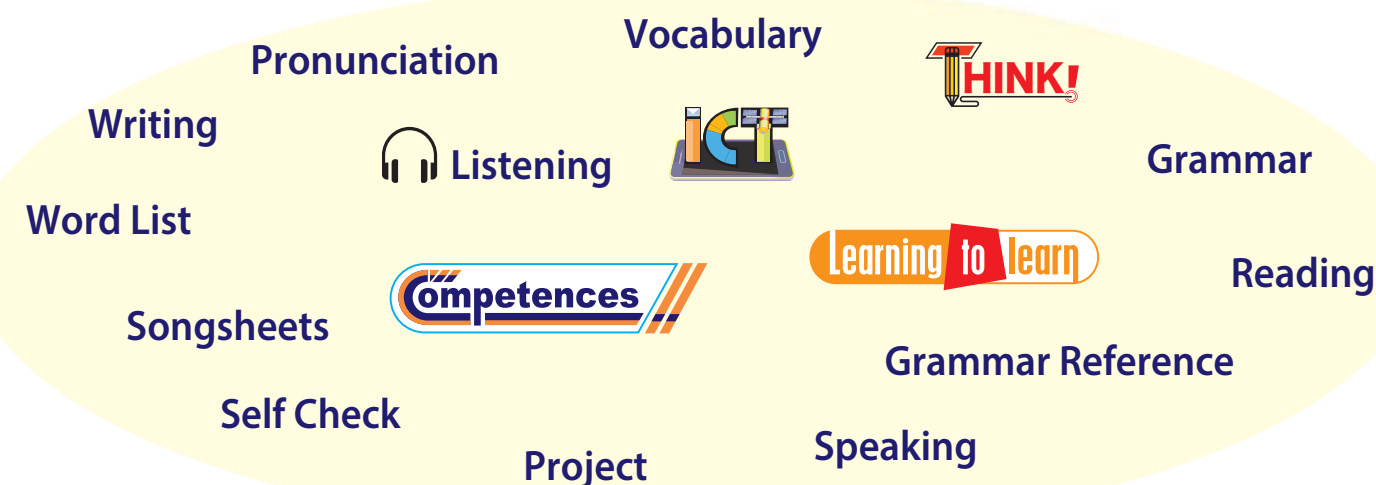 Vocabulary
Pronunciation
THINK!
Writing
ICT
Listening
Grammar
Word List
Learning to learn
Reading
Competences
Songsheets
Grammar Reference
Self Check
Speaking
Project